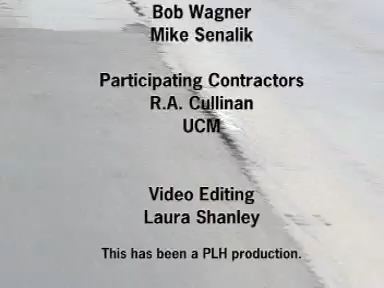 Bob Wagner
Mike Senalik
Participating Contractors
R.A. Cullinan
UCM
Video Editing
Laura Shanley
This has been a PLH production.